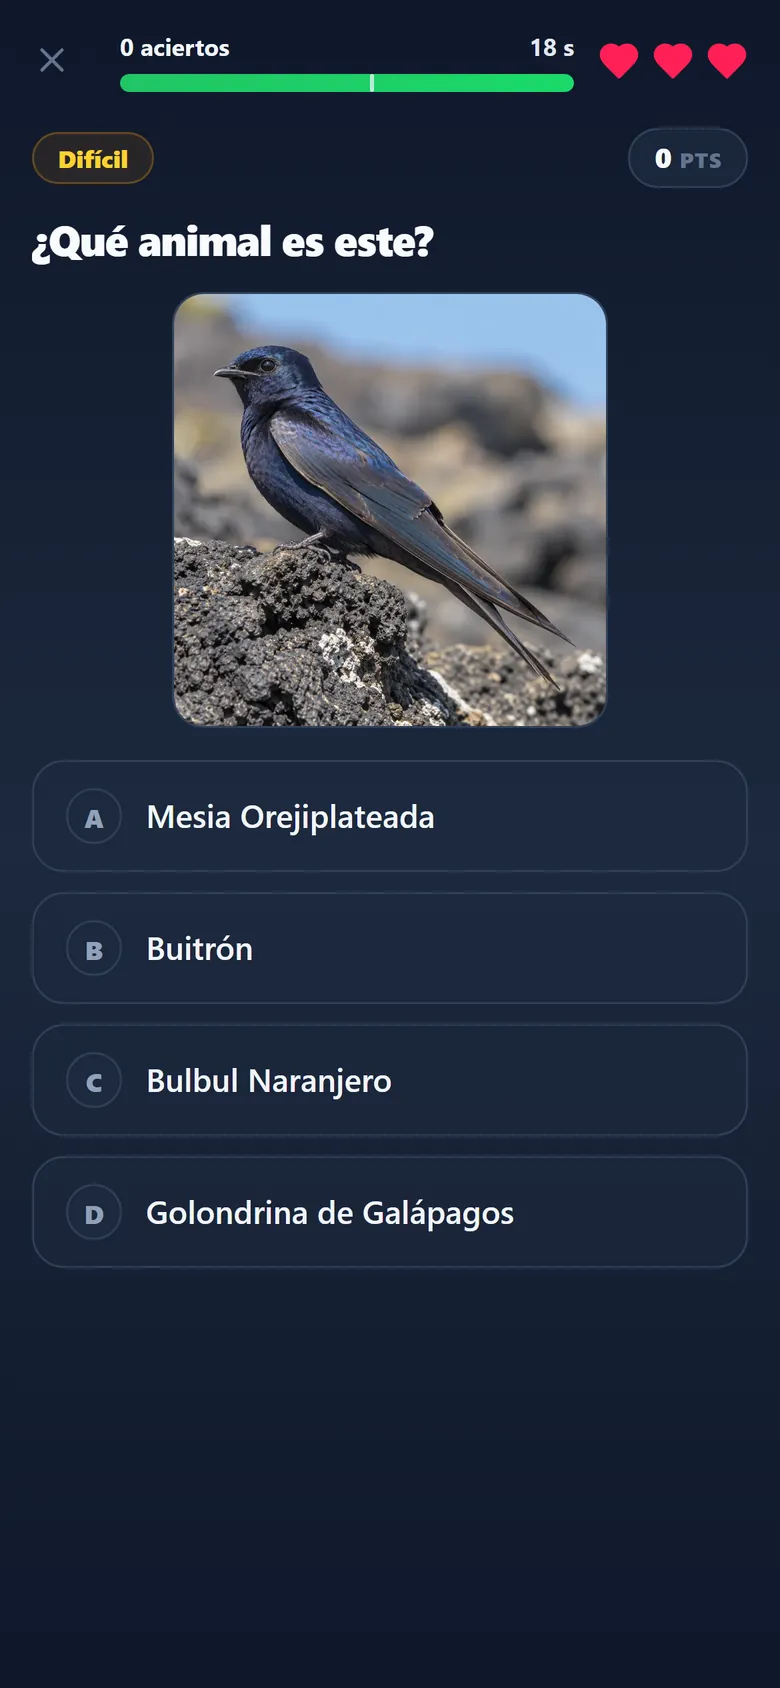 0 aciertos 18 s
Difícil 0 PTS
¿Qué animal es este?
A Mesia Orejiplateada
B Buitrón
C Bulbul Naranjero
D Golondrina de Galápagos